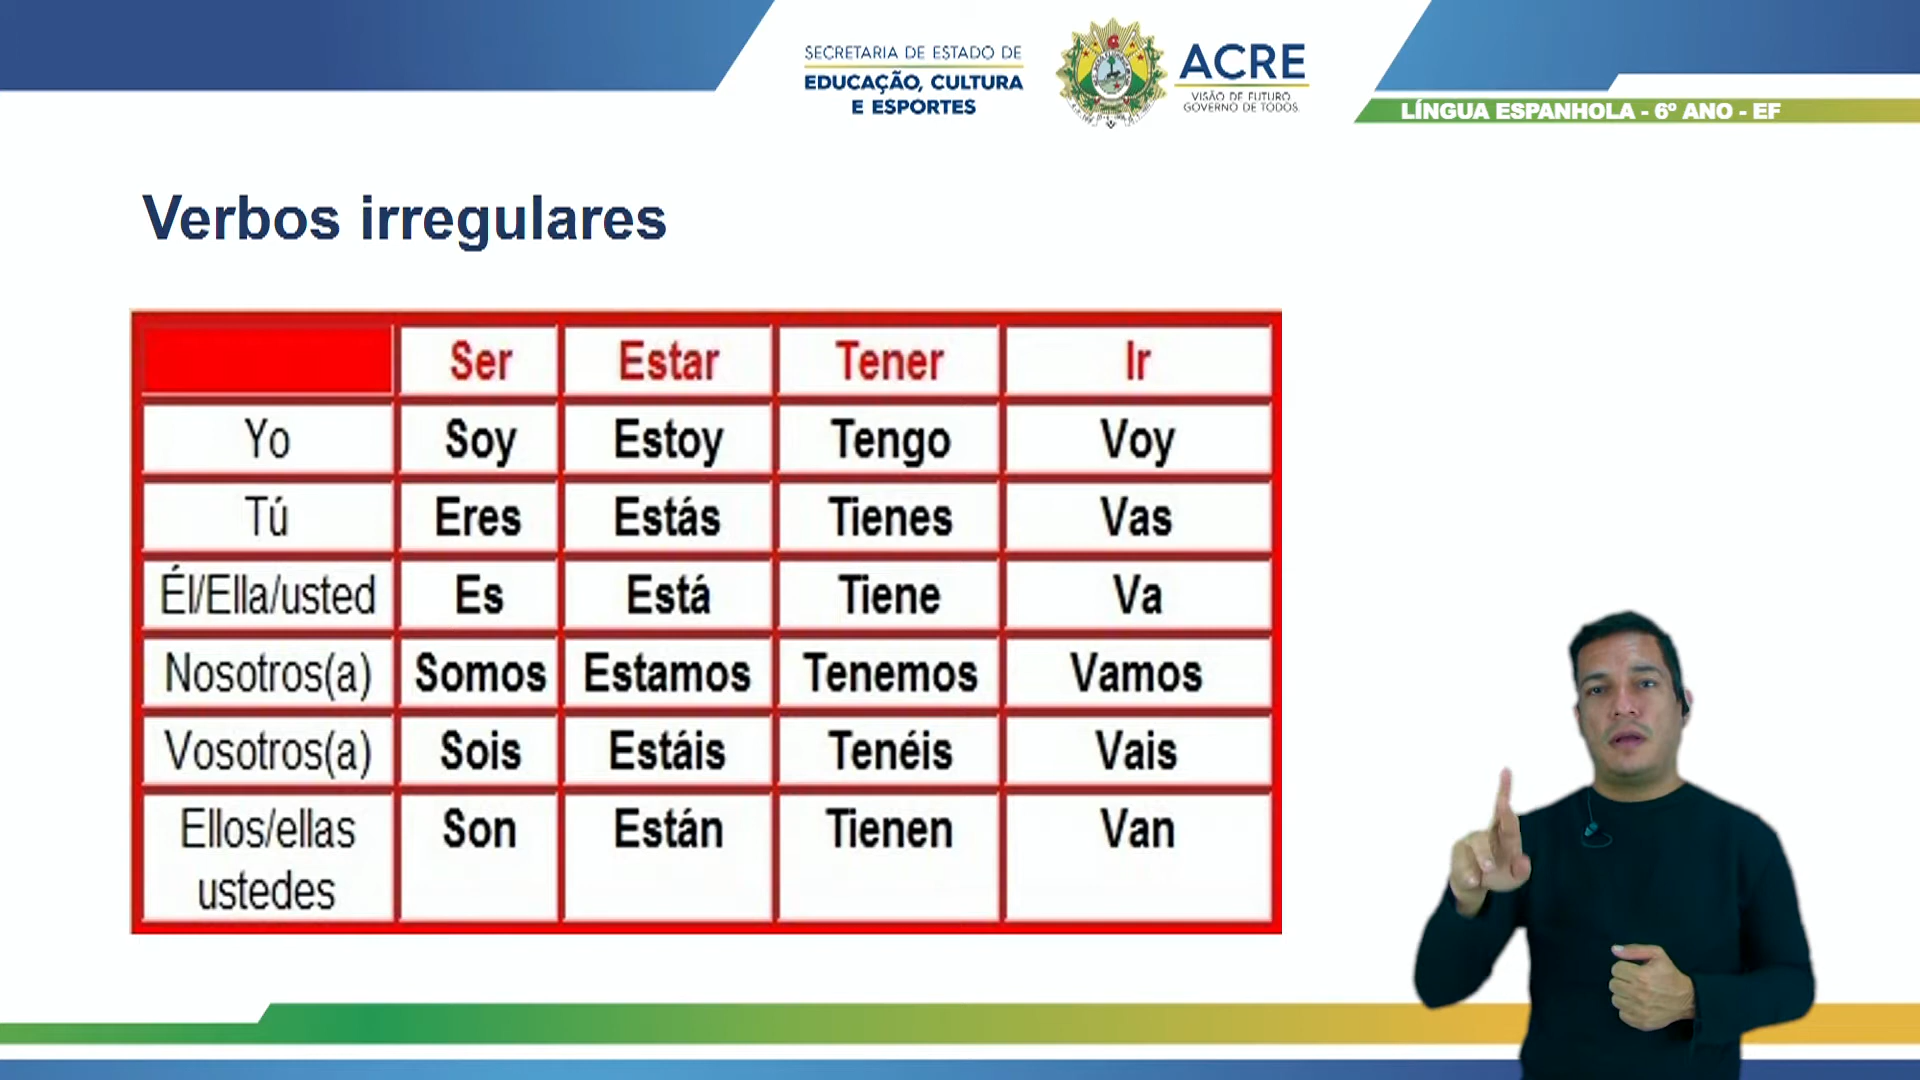 SECRETARIA DE ESTADO DE
EDUCAÇÃO, CULTURA
E ESPORTES
ACRE
VISÃO DE FUTURO
GOVERNO DE TODOS
LÍNGUA ESPANHOLA - 6º ANO - EF
Verbos irregulares
Ser Estar Tener Ir
Yo Soy Estoy Tengo Voy
Tú Eres Estás Tienes Vas
Él/Ella/usted Es Está Tiene Va
Nosotros(a) Somos Estamos Tenemos Vamos
Vosotros(a) Sois Estáis Tenéis Vais
Ellos/ellas Son Están Tienen Van
ustedes